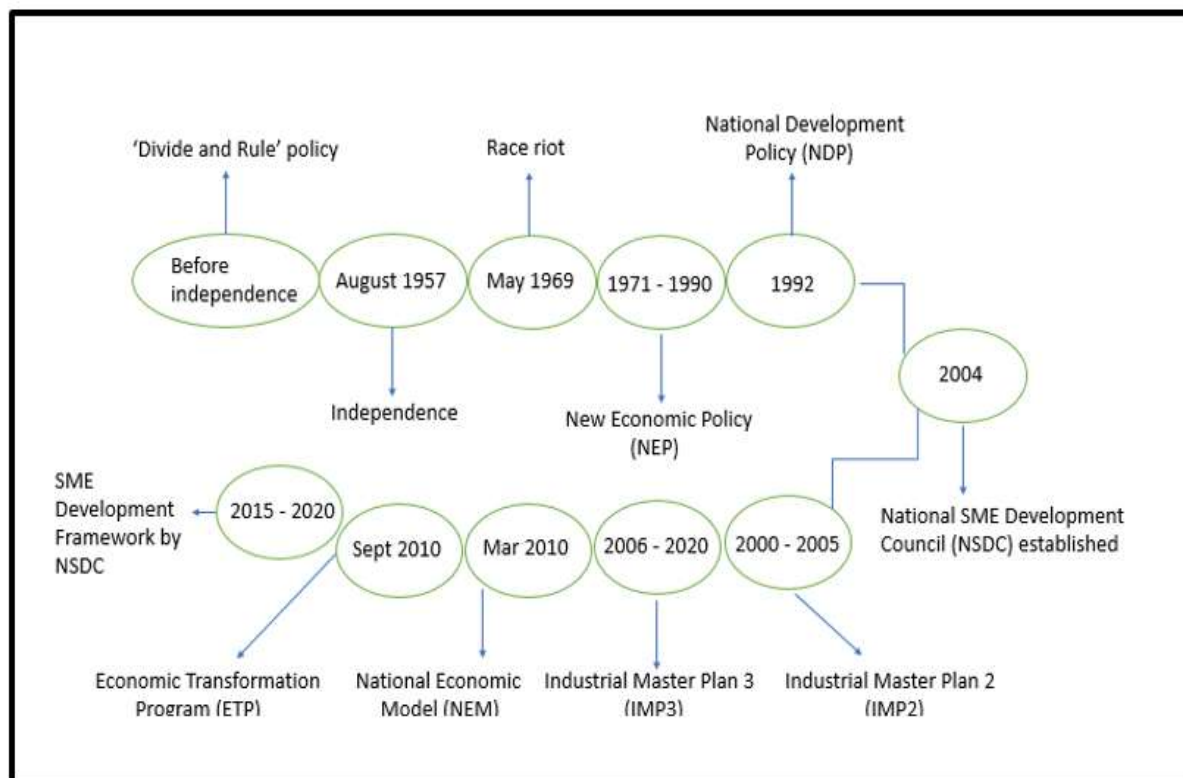 'Divide and Rule' policy
Race riot
National Development
Policy (NDP)
Before
independence
August 1957
May 1969
1971 - 1990
1992
2004
Independence
New Economic Policy
(NEP)
National SME Development
Council (NSDC) established
2000 - 2005
2006 - 2020
Mar 2010
Sept 2010
2015 - 2020
SME
Development
Framework by
NSDC
Economic Transformation
Program (ETP)
National Economic
Model (NEM)
Industrial Master Plan 3
(IMP3)
Industrial Master Plan 2
(IMP2)